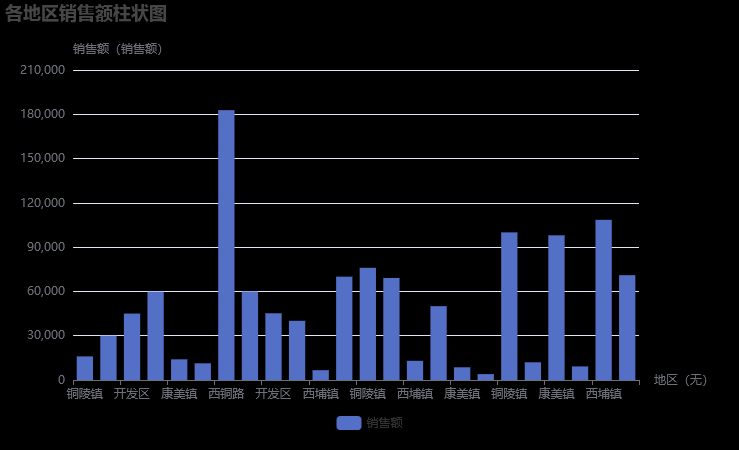 各地区销售额柱状图
销售额（销售额）
210,000
180,000
150,000
120,000
90,000
60,000
30,000
0
铜陵镇 开发区 康美镇 西铜路 开发区 西埔镇 铜陵镇 西埔镇 康美镇 铜陵镇 康美镇 西埔镇
地区（无）
销售额